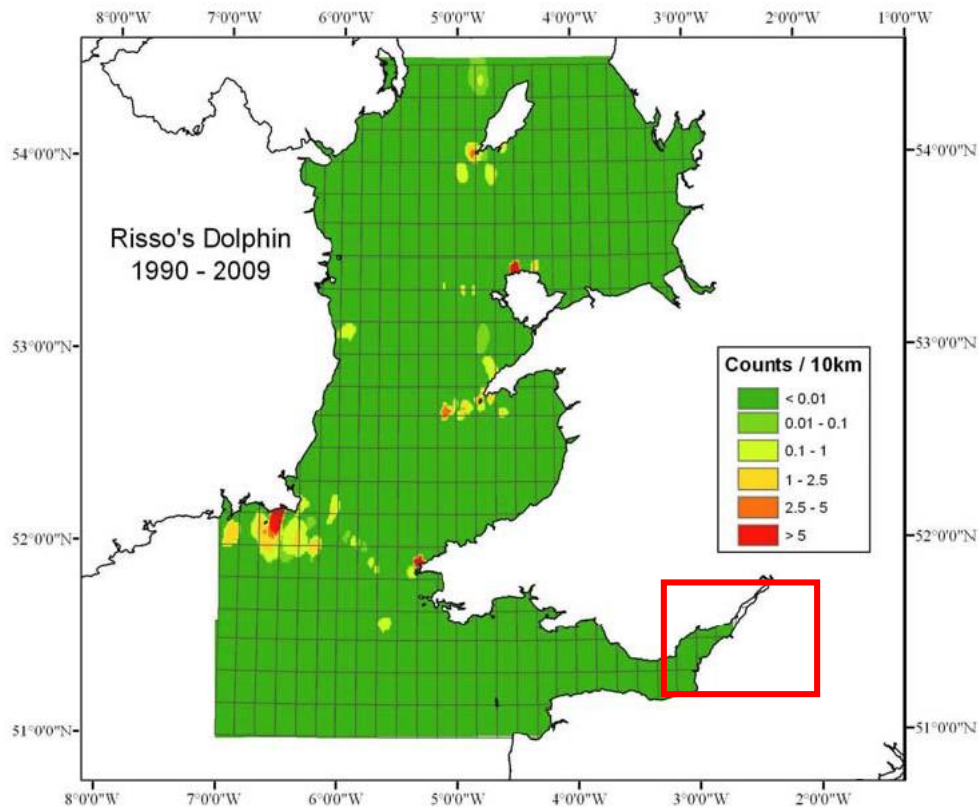 8°0'0"W 7°0'0"W 6°0'0"W 5°0'0"W 4°0'0"W 3°0'0"W 2°0'0"W 1°0'0"W
54°0'0"N 54°0'0"N
Risso's Dolphin
1990 - 2009
53°0'0"N 53°0'0"N
Counts / 10km
< 0.01
0.01 - 0.1
0.1 - 1
1 - 2.5
2.5 - 5
> 5
52°0'0"N 52°0'0"N
51°0'0"N 51°0'0"N
8°0'0"W 7°0'0"W 6°0'0"W 5°0'0"W 4°0'0"W 3°0'0"W 2°0'0"W 1°0'0"W